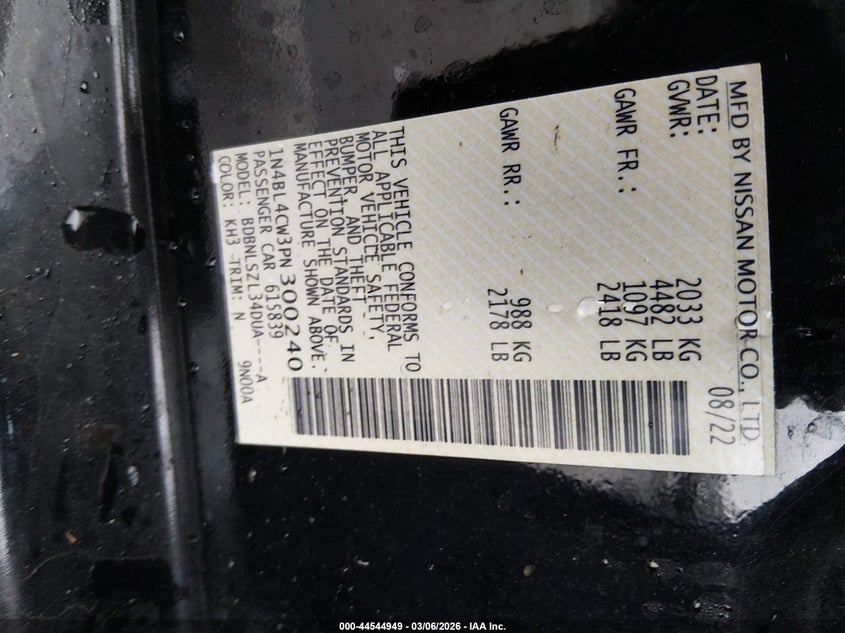 MFD BY NISSAN MOTOR CO., LTD.
DATE: 08/22
GVWR: 2033 KG
4482 LB
GAWR FR.: 1097 KG
2418 LB
GAWR RR.: 988 KG
2178 LB
THIS VEHICLE CONFORMS TO
ALL APPLICABLE FEDERAL
MOTOR VEHICLE SAFETY,
BUMPER, AND THEFT
PREVENTION STANDARDS IN
EFFECT ON THE DATE OF
MANUFACTURE SHOWN ABOVE.
1N4BL4CW3PN300240
PASSENGER CAR 615839
MODEL: BDBNLSZL34DUA----A
COLOR: KH3 -TRIM: N 9N00A
000-44544949 - 03/06/2026 - IAA Inc.